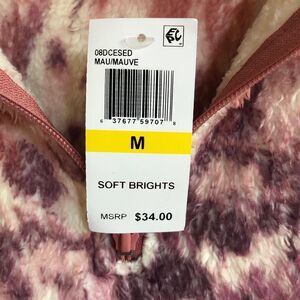 08DCESED
MAU/MAUVE
6 37677 59707 8
M
SOFT BRIGHTS
MSRP $34.00